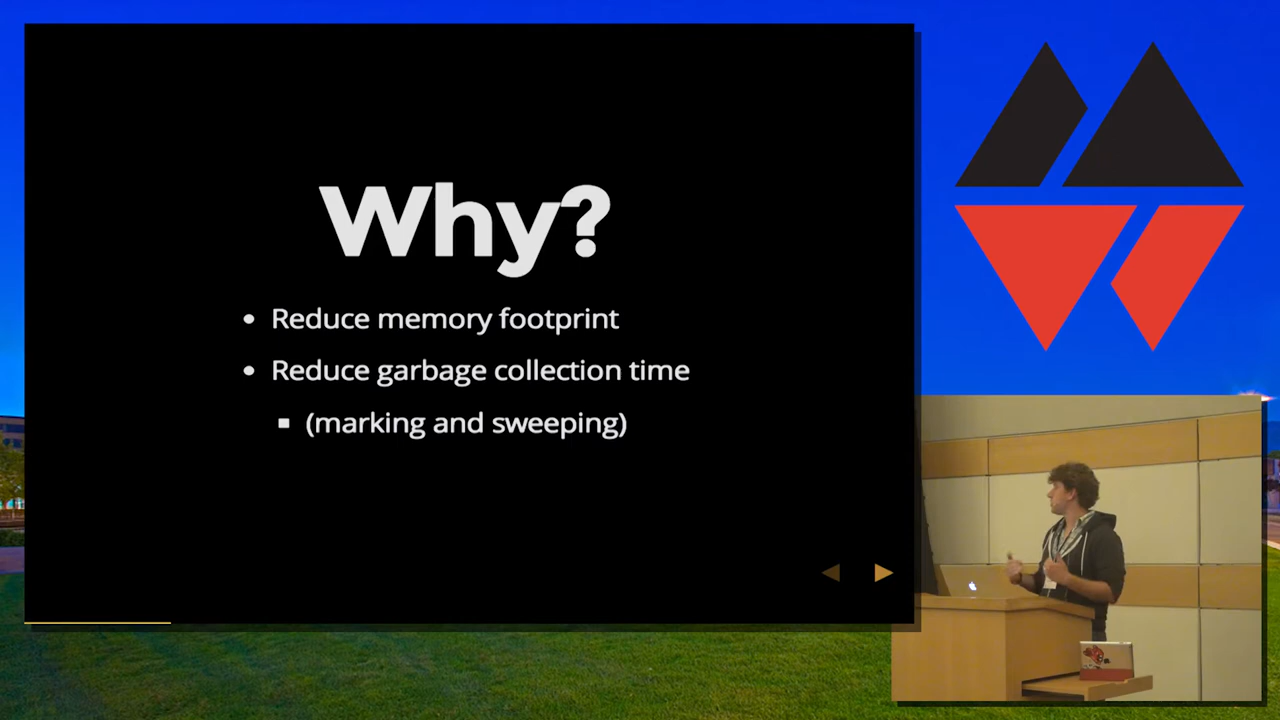 Why?
Reduce memory footprint
Reduce garbage collection time
(marking and sweeping)